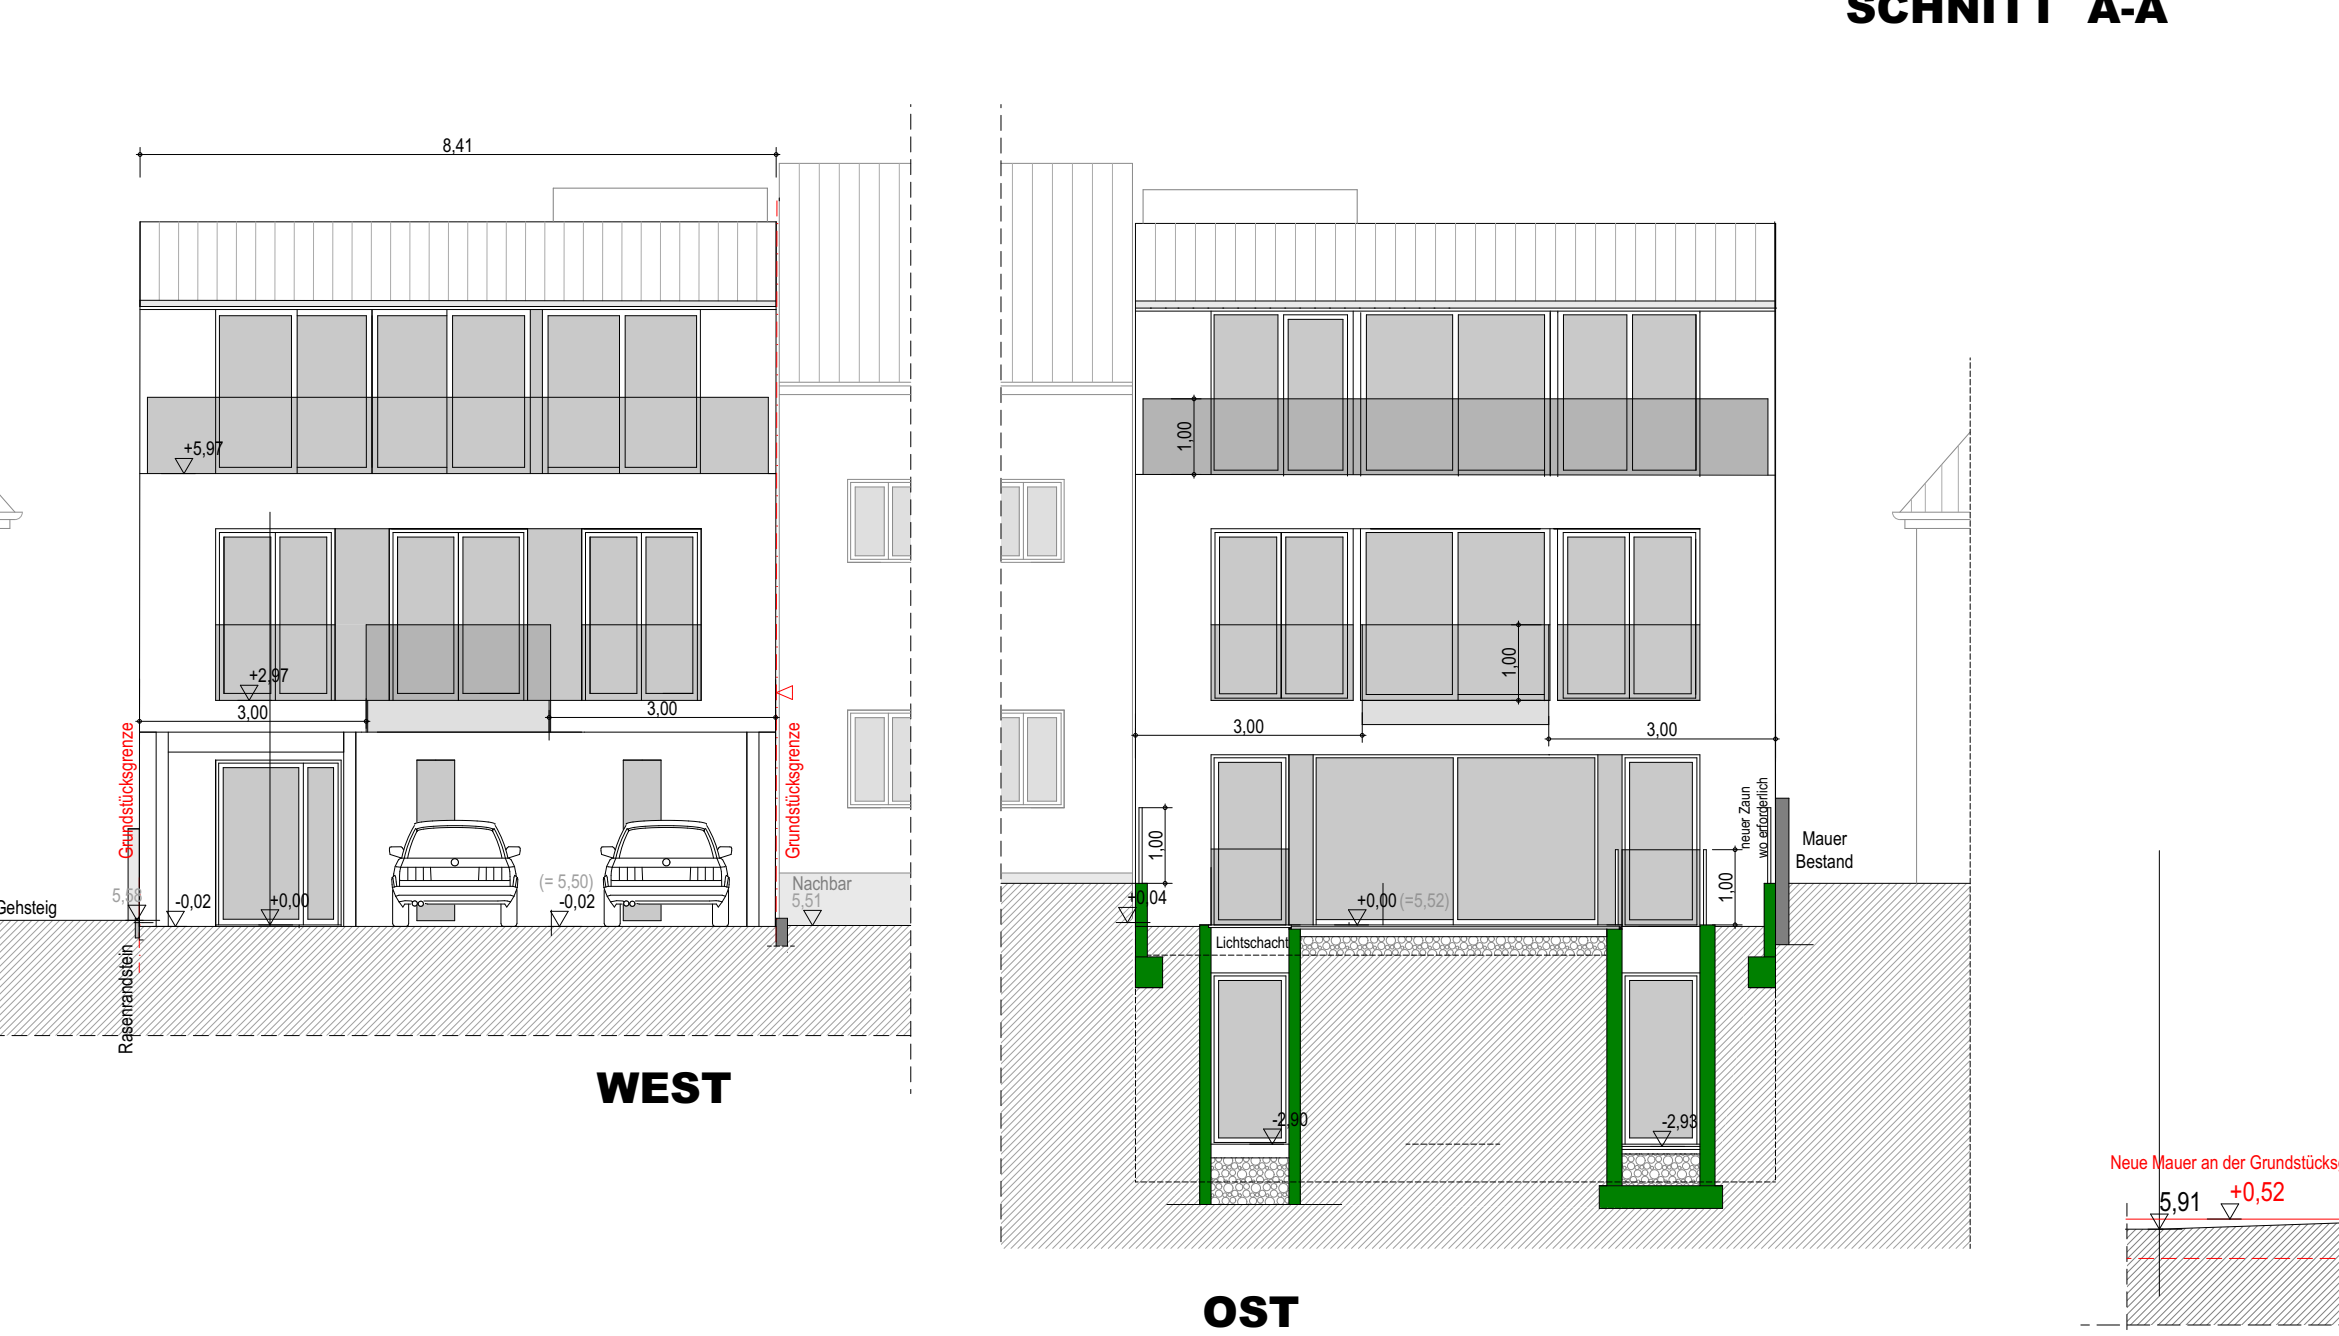 SCHNITT A-A
8,41
+5,97
+2,97
3,00
3,00
Grundstücksgrenze
Grundstücksgrenze
5,58
-0,02
+0,00
(= 5,50)
-0,02
Nachbar
5,51
Gehsteig
Rasenrandstein
WEST
1,00
1,00
3,00
3,00
1,00
+0,04
+0,00 (=5,52)
1,00
neuer Zaun
wo erforderlich
Mauer
Bestand
Lichtschacht
-2,90
-2,93
OST
Neue Mauer an der
5,91
+0,52